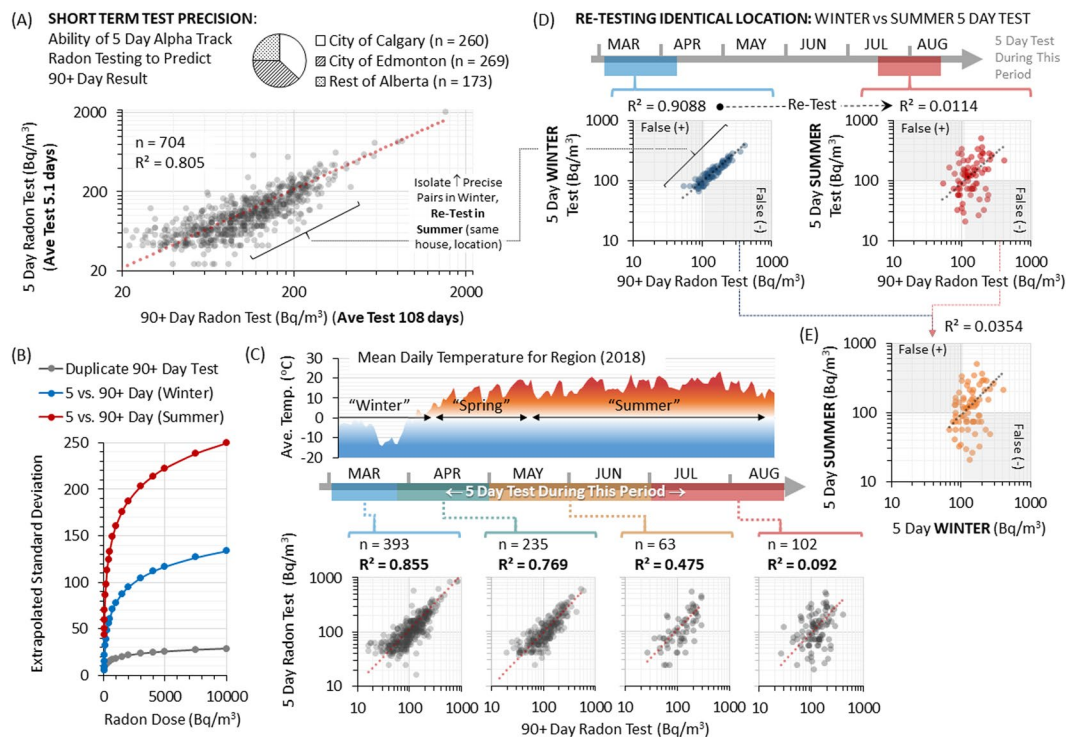 (A) SHORT TERM TEST PRECISION:
Ability of 5 Day Alpha Track
Radon Testing to Predict
90+ Day Result
City of Calgary (n = 260)
City of Edmonton (n = 269)
Rest of Alberta (n = 173)
5 Day Radon Test (Bq/m³)
(Ave Test 5.1 days)
2000
200
20
n = 704
R² = 0.805
Isolate ↑ Precise
Pairs in Winter,
Re-Test in
Summer (same
house, location)
20
200
2000
90+ Day Radon Test (Bq/m³) (Ave Test 108 days)
(D) RE-TESTING IDENTICAL LOCATION: WINTER vs SUMMER 5 DAY TEST
MAR APR MAY JUN JUL AUG
5 Day Test
During This
Period
R² = 0.9088
Re-Test
R² = 0.0114
5 Day WINTER
Test (Bq/m³)
1000
100
10
False (+)
False (-)
10 100 1000
90+ Day Radon Test (Bq/m³)
5 Day SUMMER
Test (Bq/m³)
1000
100
10
False (+)
False (-)
10 100 1000
90+ Day Radon Test (Bq/m³)
(B)
Duplicate 90+ Day Test
5 vs. 90+ Day (Winter)
5 vs. 90+ Day (Summer)
Extrapolated Standard Deviation
250
200
150
100
50
0
0 5000 10000
Radon Dose (Bq/m³)
(C)
Mean Daily Temperature for Region (2018)
Ave. Temp. (°C)
30
20
10
0
-10
-20
"Winter"
"Spring"
"Summer"
MAR APR MAY JUN JUL AUG
← 5 Day Test During This Period →
n = 393
R² = 0.855
n = 235
R² = 0.769
n = 63
R² = 0.475
n = 102
R² = 0.092
5 Day Radon Test (Bq/m³)
1000
100
10
10 100 1000
10 100 1000
10 100 1000
10 100 1000
90+ Day Radon Test (Bq/m³)
(E)
R² = 0.0354
5 Day SUMMER (Bq/m³)
1000
100
10
False (+)
False (-)
10 100 1000
5 Day WINTER (Bq/m³)